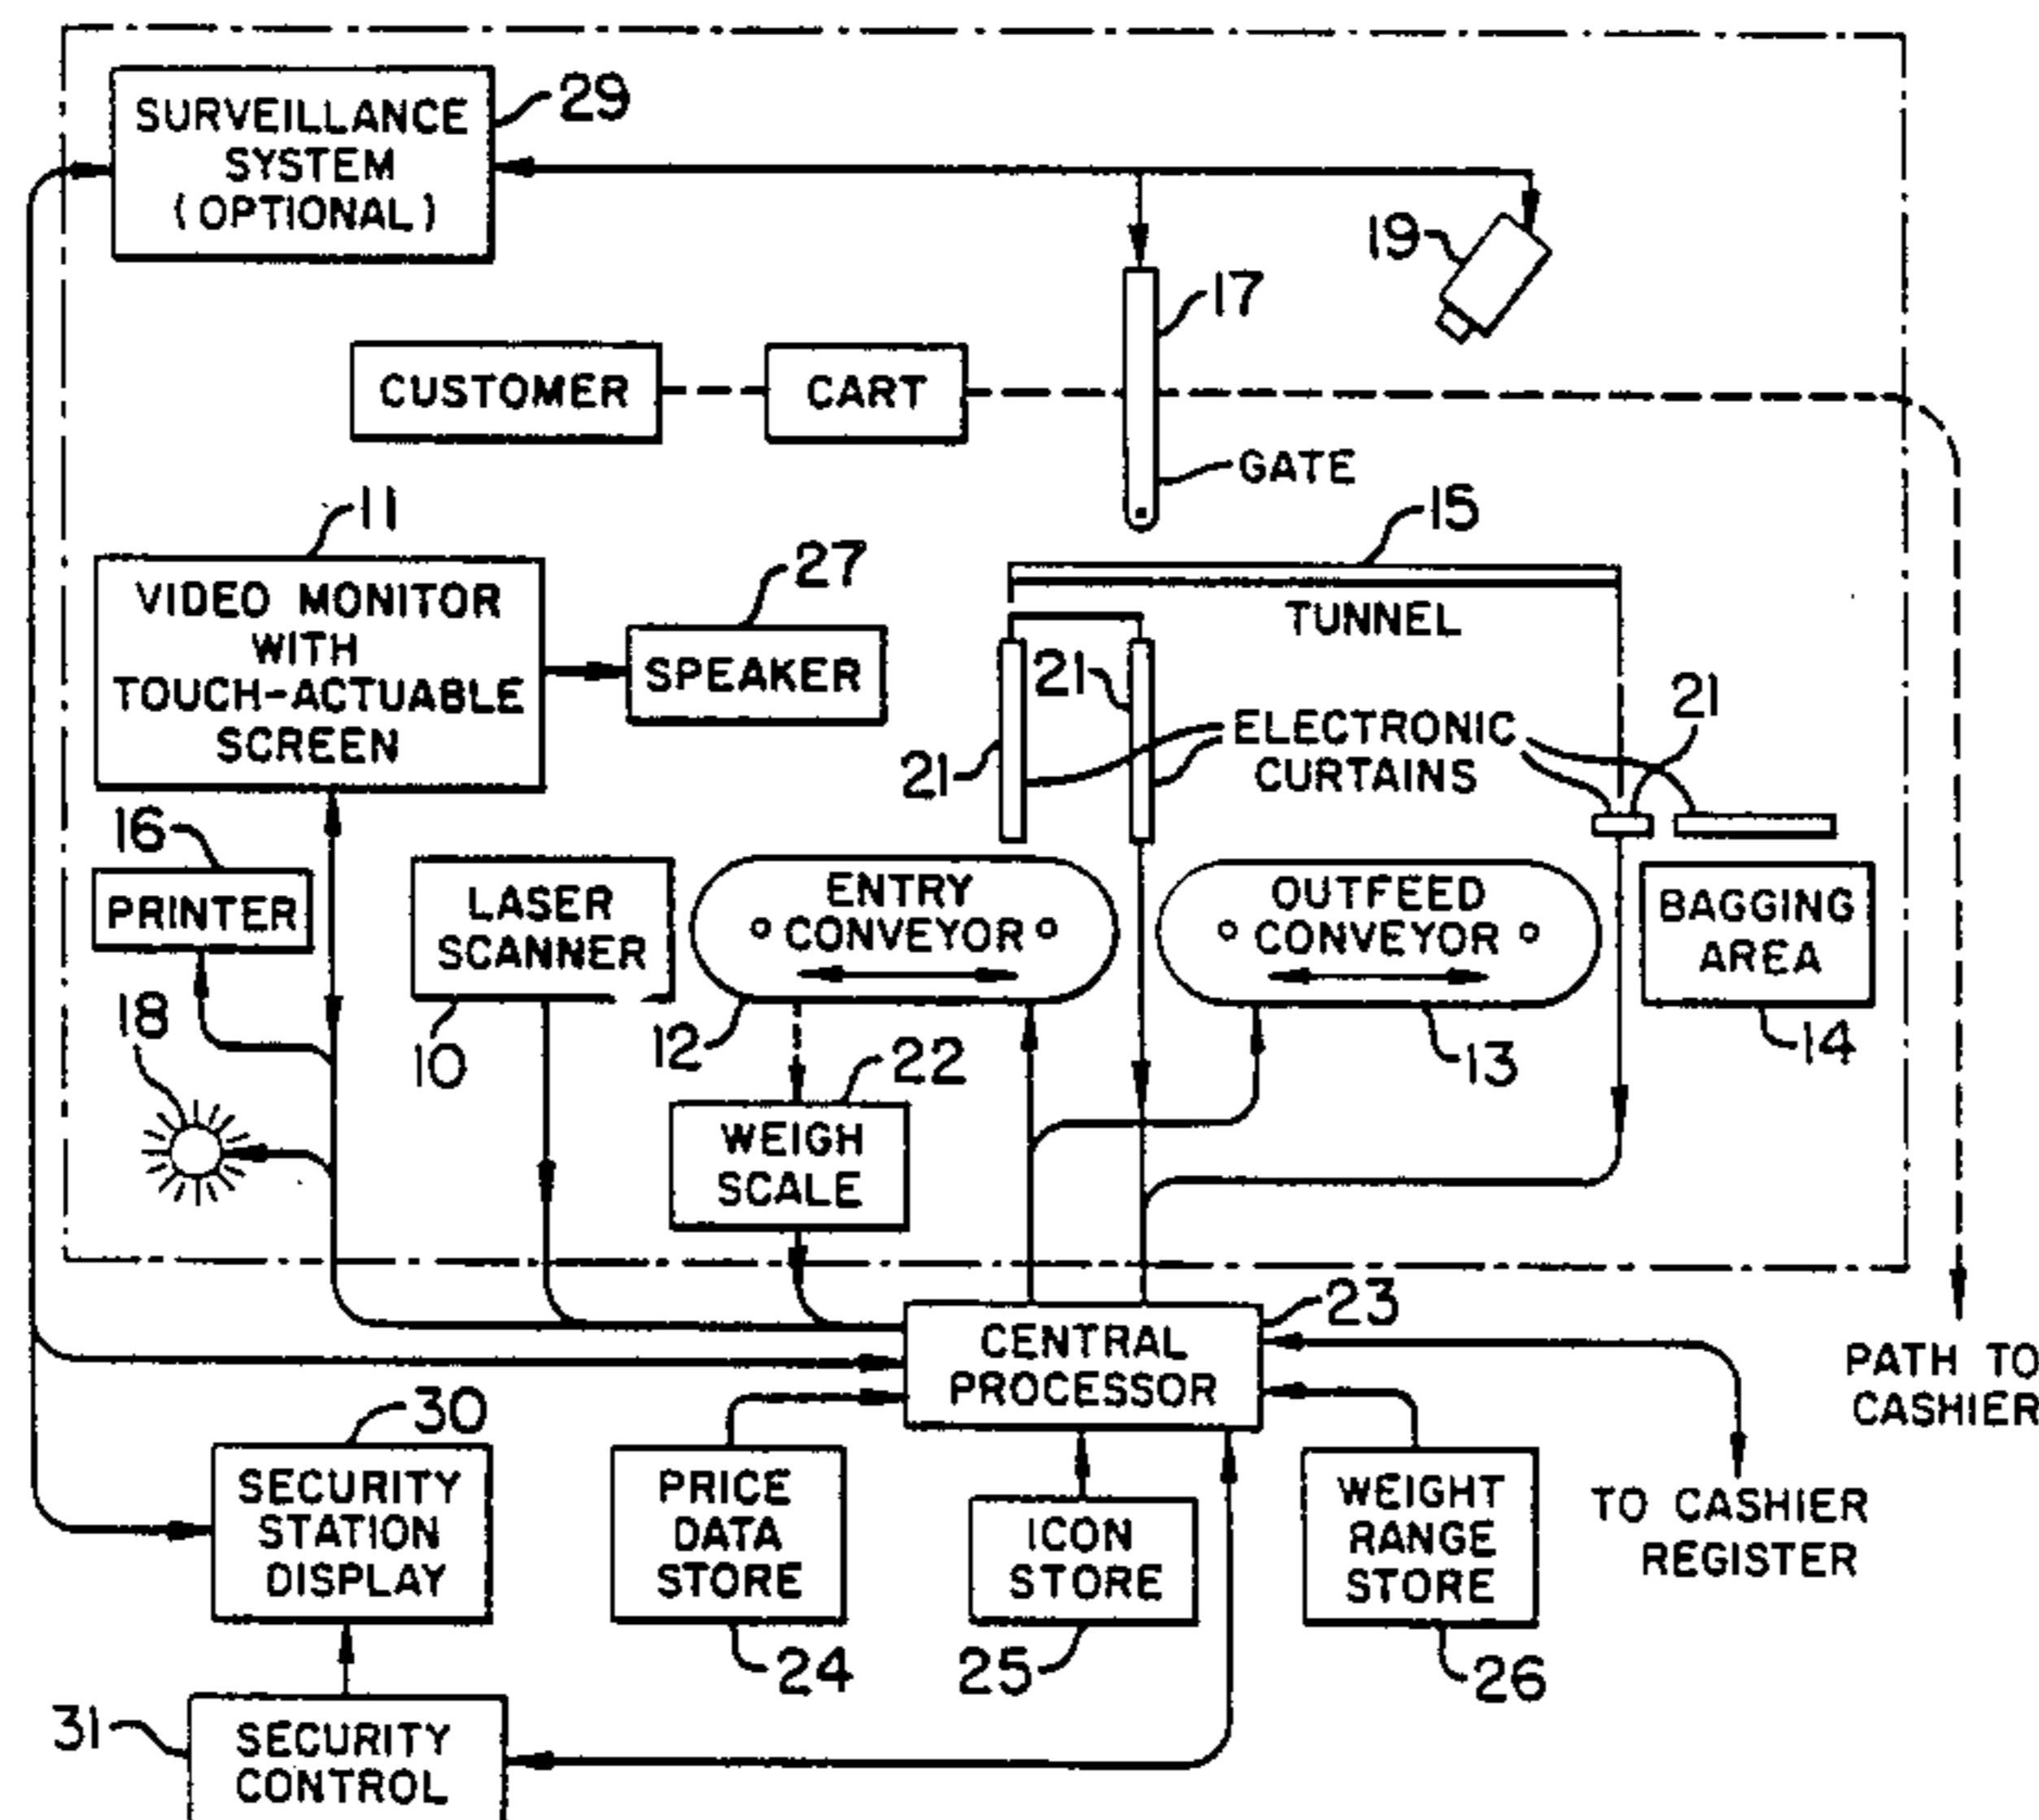 SURVEILLANCE
SYSTEM
(OPTIONAL)
29
19
17
CUSTOMER
CART
GATE
11
15
VIDEO MONITOR
WITH
TOUCH-ACTUABLE
SCREEN
27
SPEAKER
TUNNEL
21
21
21
ELECTRONIC
CURTAINS
16
PRINTER
LASER
SCANNER
ENTRY
CONVEYOR
OUTFEED
CONVEYOR
BAGGING
AREA
18
10
12
22
13
14
WEIGH
SCALE
23
CENTRAL
PROCESSOR
PATH TO
CASHIER
30
SECURITY
STATION
DISPLAY
PRICE
DATA
STORE
ICON
STORE
WEIGHT
RANGE
STORE
TO CASHIER
REGISTER
24
25
26
31
SECURITY
CONTROL